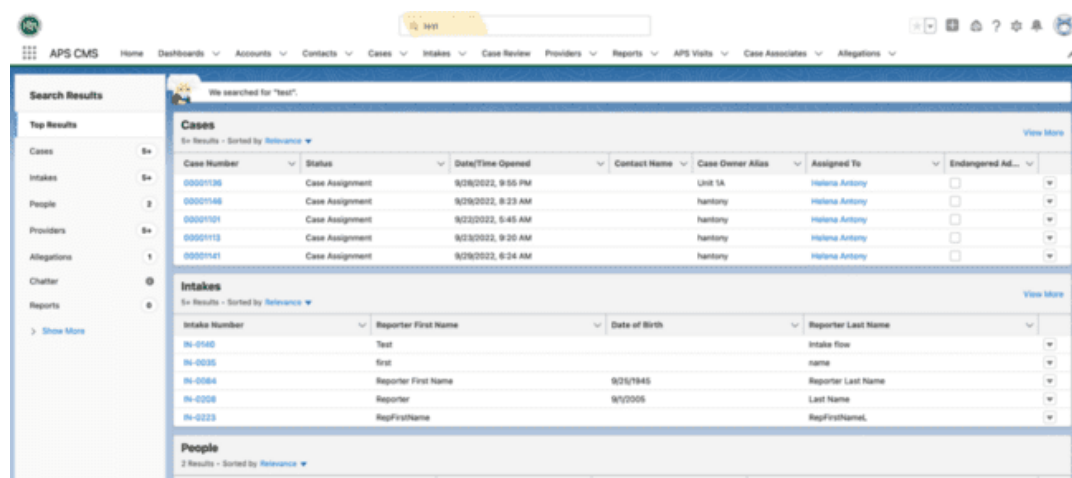 test
APS CMS Home Dashboards Accounts Contacts Cases Intakes Case Review Providers Reports APS Visits Case Associates Allegations
Search Results
We searched for "test".
Top Results
Cases 5+
Intakes 5+
People 2
Providers 5+
Allegations 1
Chatter
Reports
Show More
Cases
5+ Results - Sorted by Relevance
View More
Case Number Status Date/Time Opened Contact Name Case Owner Alias Assigned To Endangered Ad...
00001136 Case Assignment 9/28/2022, 9:55 PM Unit 1A Helena Antony
00001146 Case Assignment 9/29/2022, 8:23 AM hantony Helena Antony
00001101 Case Assignment 9/22/2022, 5:45 AM hantony Helena Antony
00001113 Case Assignment 9/23/2022, 9:20 AM hantony Helena Antony
00001141 Case Assignment 9/29/2022, 6:24 AM hantony Helena Antony
Intakes
5+ Results - Sorted by Relevance
View More
Intake Number Reporter First Name Date of Birth Reporter Last Name
IN-0140 Test Intake flow
IN-0035 first name
IN-0084 Reporter First Name 9/25/1945 Reporter Last Name
IN-0208 Reporter 9/1/2005 Last Name
IN-0223 RepFirstName RepFirstNameL
People
2 Results - Sorted by Relevance